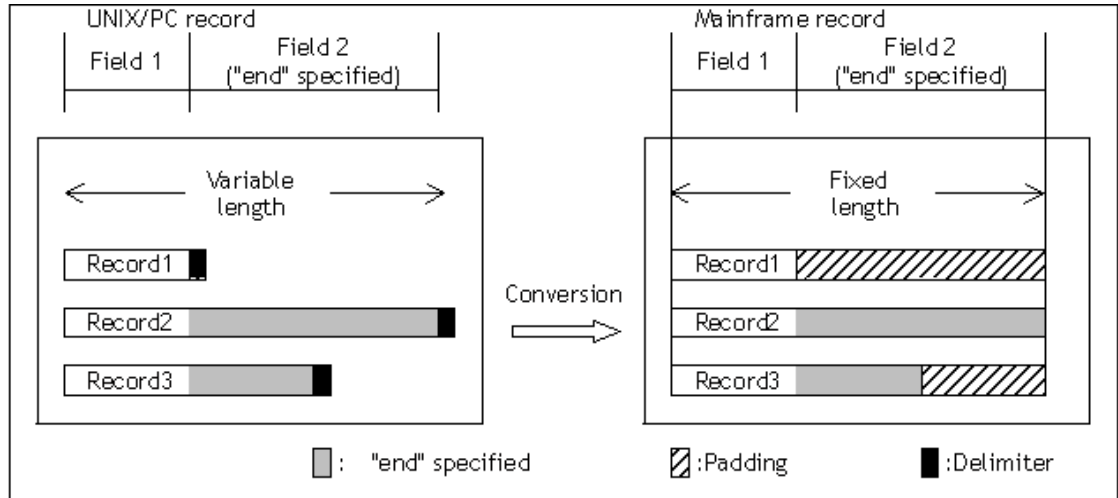 UNIX/PC record
Field 1
Field 2
("end" specified)
Mainframe record
Field 1
Field 2
("end" specified)
Variable
length
Record1
Record2
Record3
Conversion
Fixed
length
Record1
Record2
Record3
: "end" specified
:Padding
:Delimiter